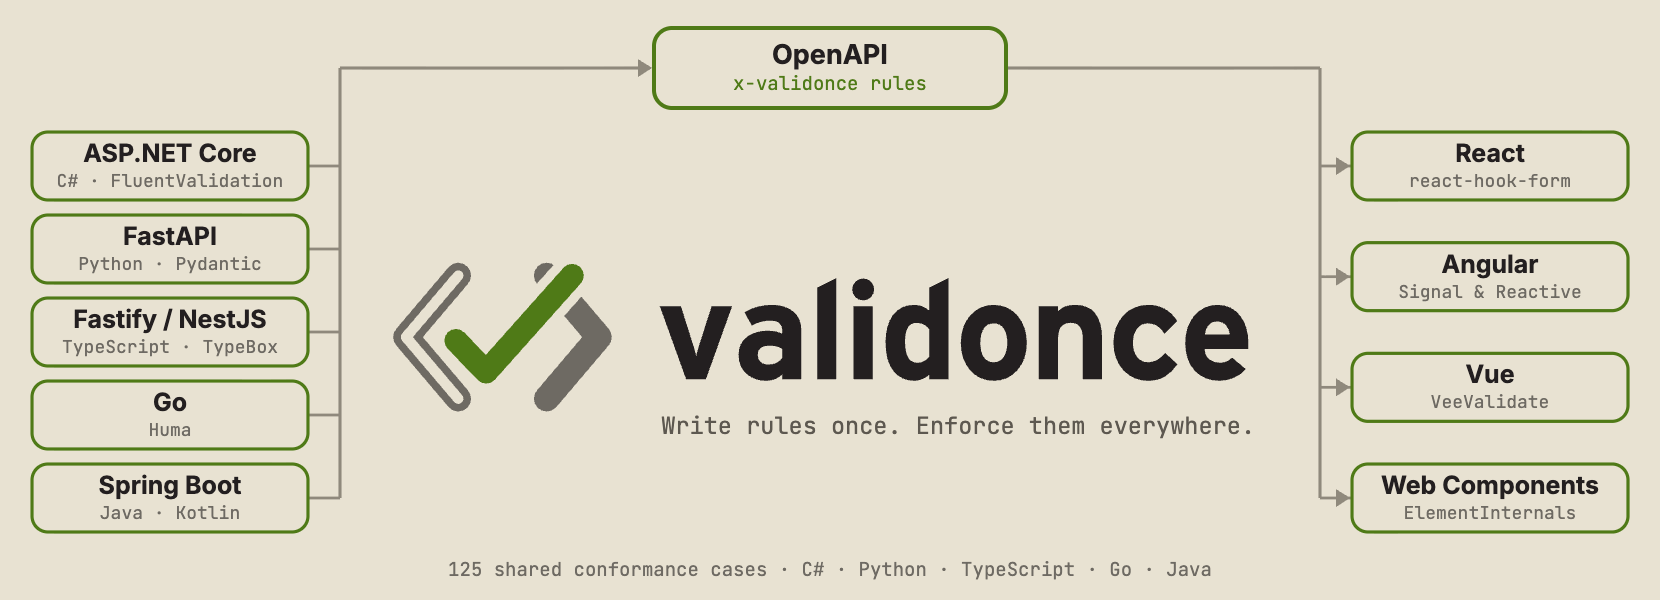 OpenAPI
x-validonce rules
ASP.NET Core
C# · FluentValidation
FastAPI
Python · Pydantic
Fastify / NestJS
TypeScript · TypeBox
Go
Huma
Spring Boot
Java · Kotlin
validonce
Write rules once. Enforce them everywhere.
React
react-hook-form
Angular
Signal & Reactive
Vue
VeeValidate
Web Components
ElementInternals
125 shared conformance cases · C# · Python · TypeScript · Go · Java